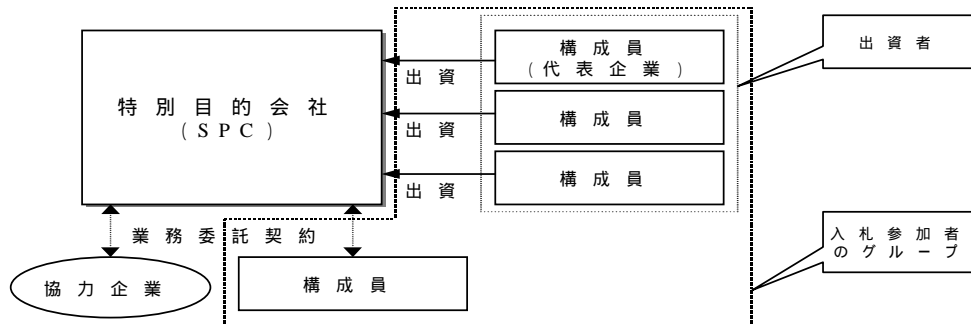 特別目的会社
(SPC)
出資
出資
出資
構成員
(代表企業)
構成員
構成員
出資者
業務委託契約
協力企業
構成員
入札参加者
のグループ